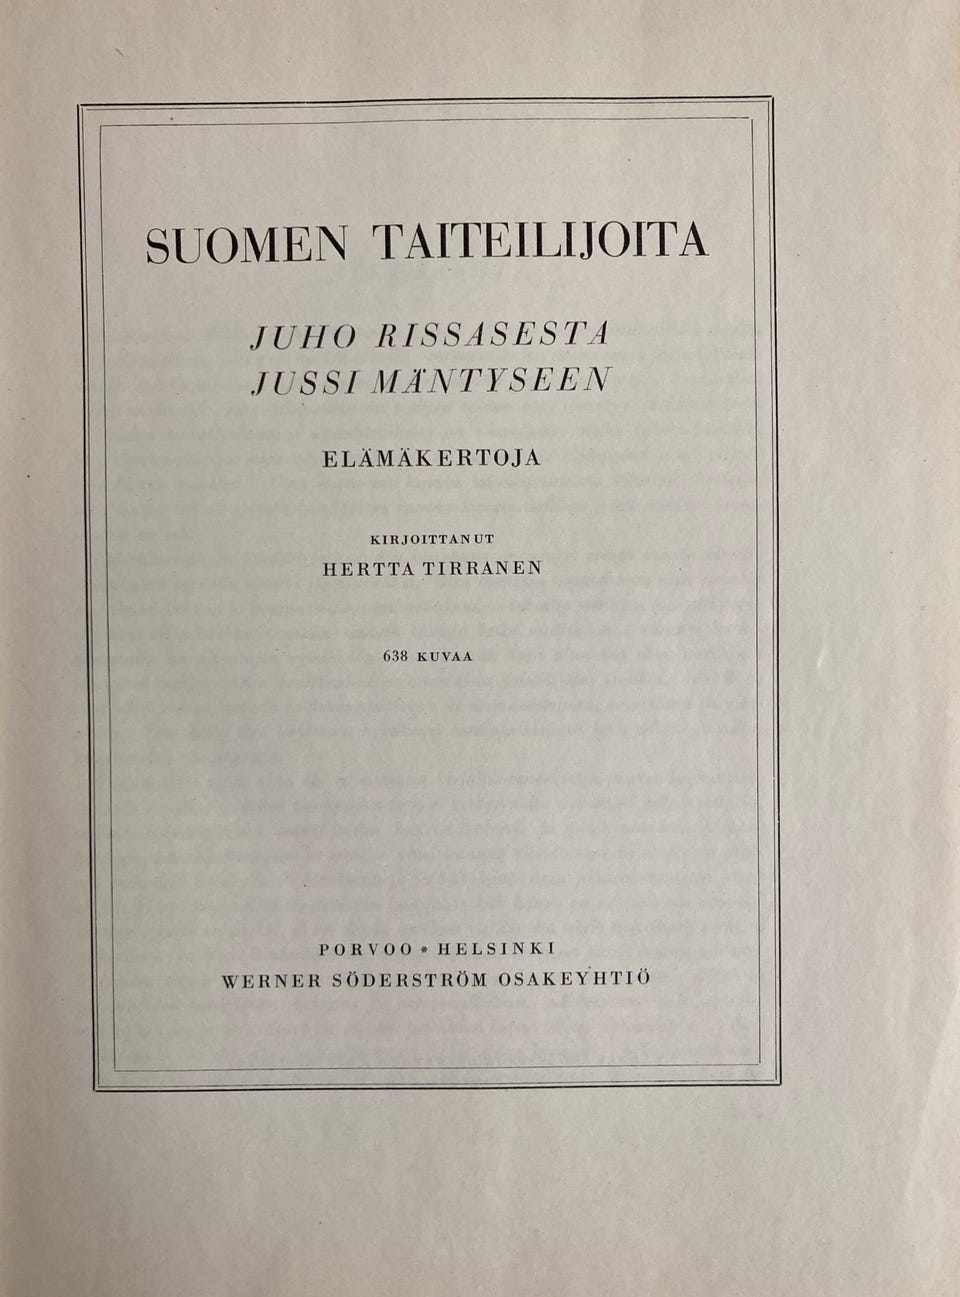 SUOMEN TAITEILIJOITA
JUHO RISSASESTA
JUSSI MÄNTYSEEN
ELÄMÄKERTOJA
KIRJOITTANUT
HERTTA TIRRANEN
638 KUVAA
PORVOO * HELSINKI
WERNER SÖDERSTRÖM OSAKEYHTIÖ